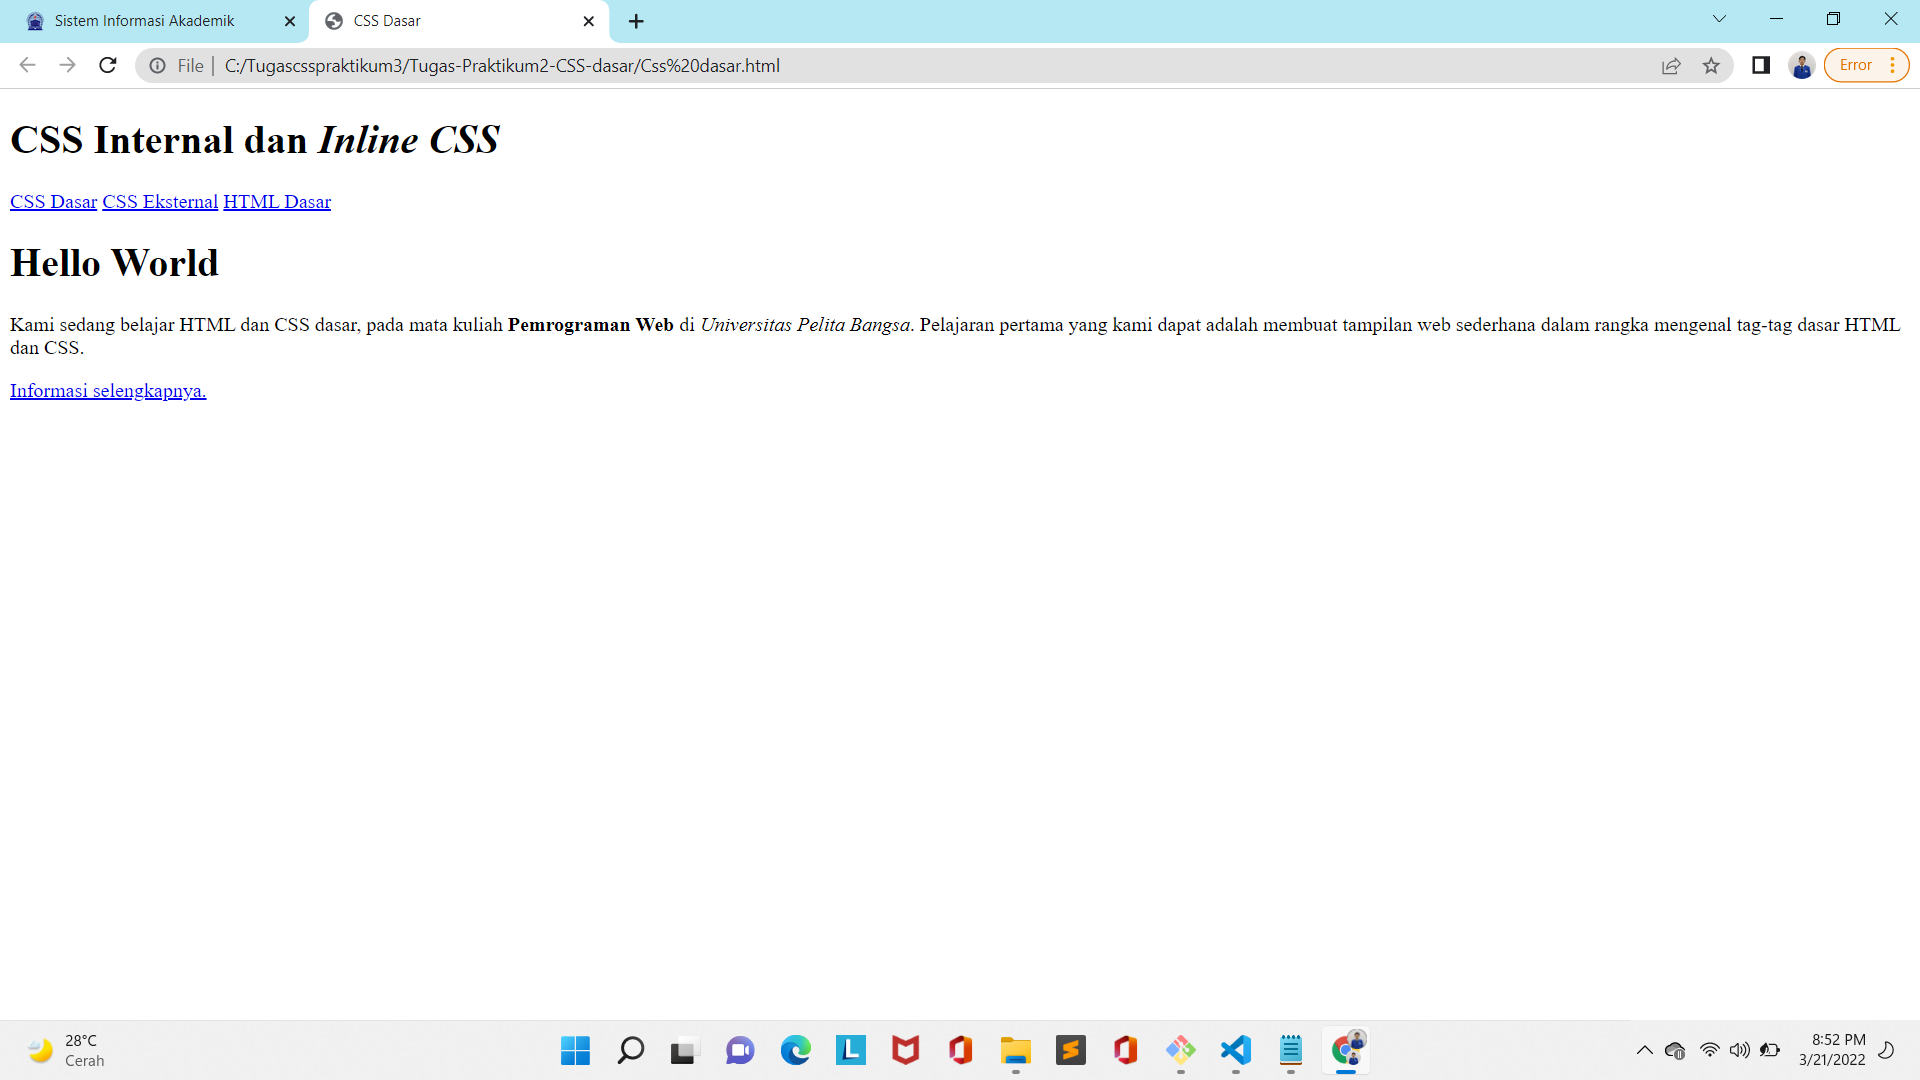 Sistem Informasi Akademik
CSS Dasar
File | C:/Tugascsspraktikum3/Tugas-Praktikum2-CSS-dasar/Css%20dasar.html
Error
CSS Internal dan Inline CSS
CSS Dasar CSS Eksternal HTML Dasar
Hello World
Kami sedang belajar HTML dan CSS dasar, pada mata kuliah Pemrograman Web di Universitas Pelita Bangsa. Pelajaran pertama yang kami dapat adalah membuat tampilan web sederhana dalam rangka mengenal tag-tag dasar HTML
dan CSS.
Informasi selengkapnya.
28°C
Cerah
L
8:52 PM
3/21/2022